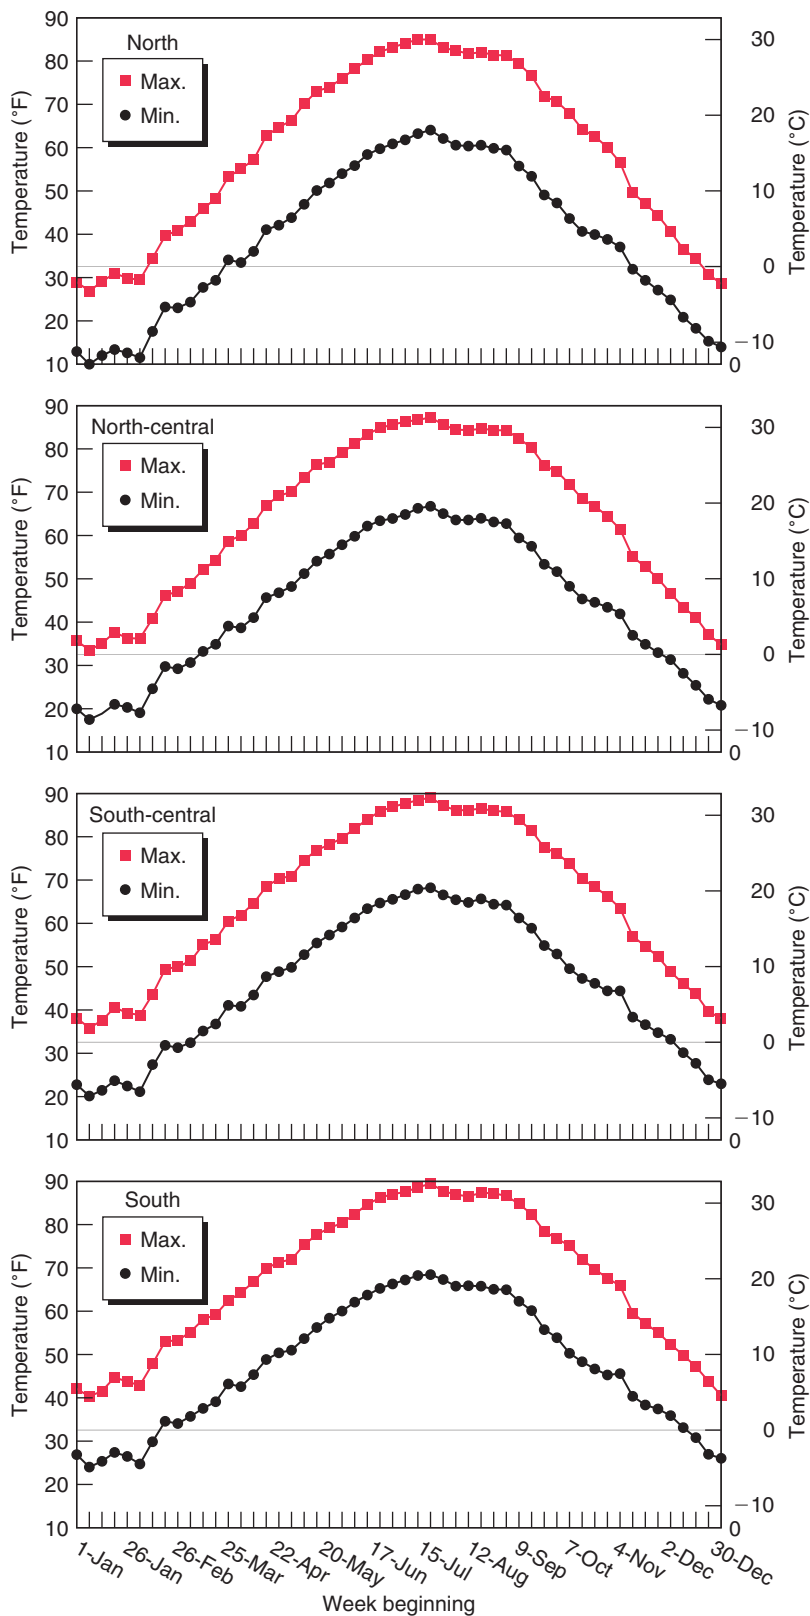 North
Max.
Min.
Temperature (°F)
90
80
70
60
50
40
30
20
10
30
20
10
0
−10
0
Temperature (°C)
North-central
Max.
Min.
Temperature (°F)
90
80
70
60
50
40
30
20
10
30
20
10
0
−10
0
Temperature (°C)
South-central
Max.
Min.
Temperature (°F)
90
80
70
60
50
40
30
20
10
30
20
10
0
−10
0
Temperature (°C)
South
Max.
Min.
Temperature (°F)
90
80
70
60
50
40
30
20
10
30
20
10
0
−10
0
Temperature (°C)
1-Jan
26-Jan
26-Feb
25-Mar
22-Apr
20-May
17-Jun
15-Jul
12-Aug
9-Sep
7-Oct
4-Nov
2-Dec
30-Dec
Week beginning